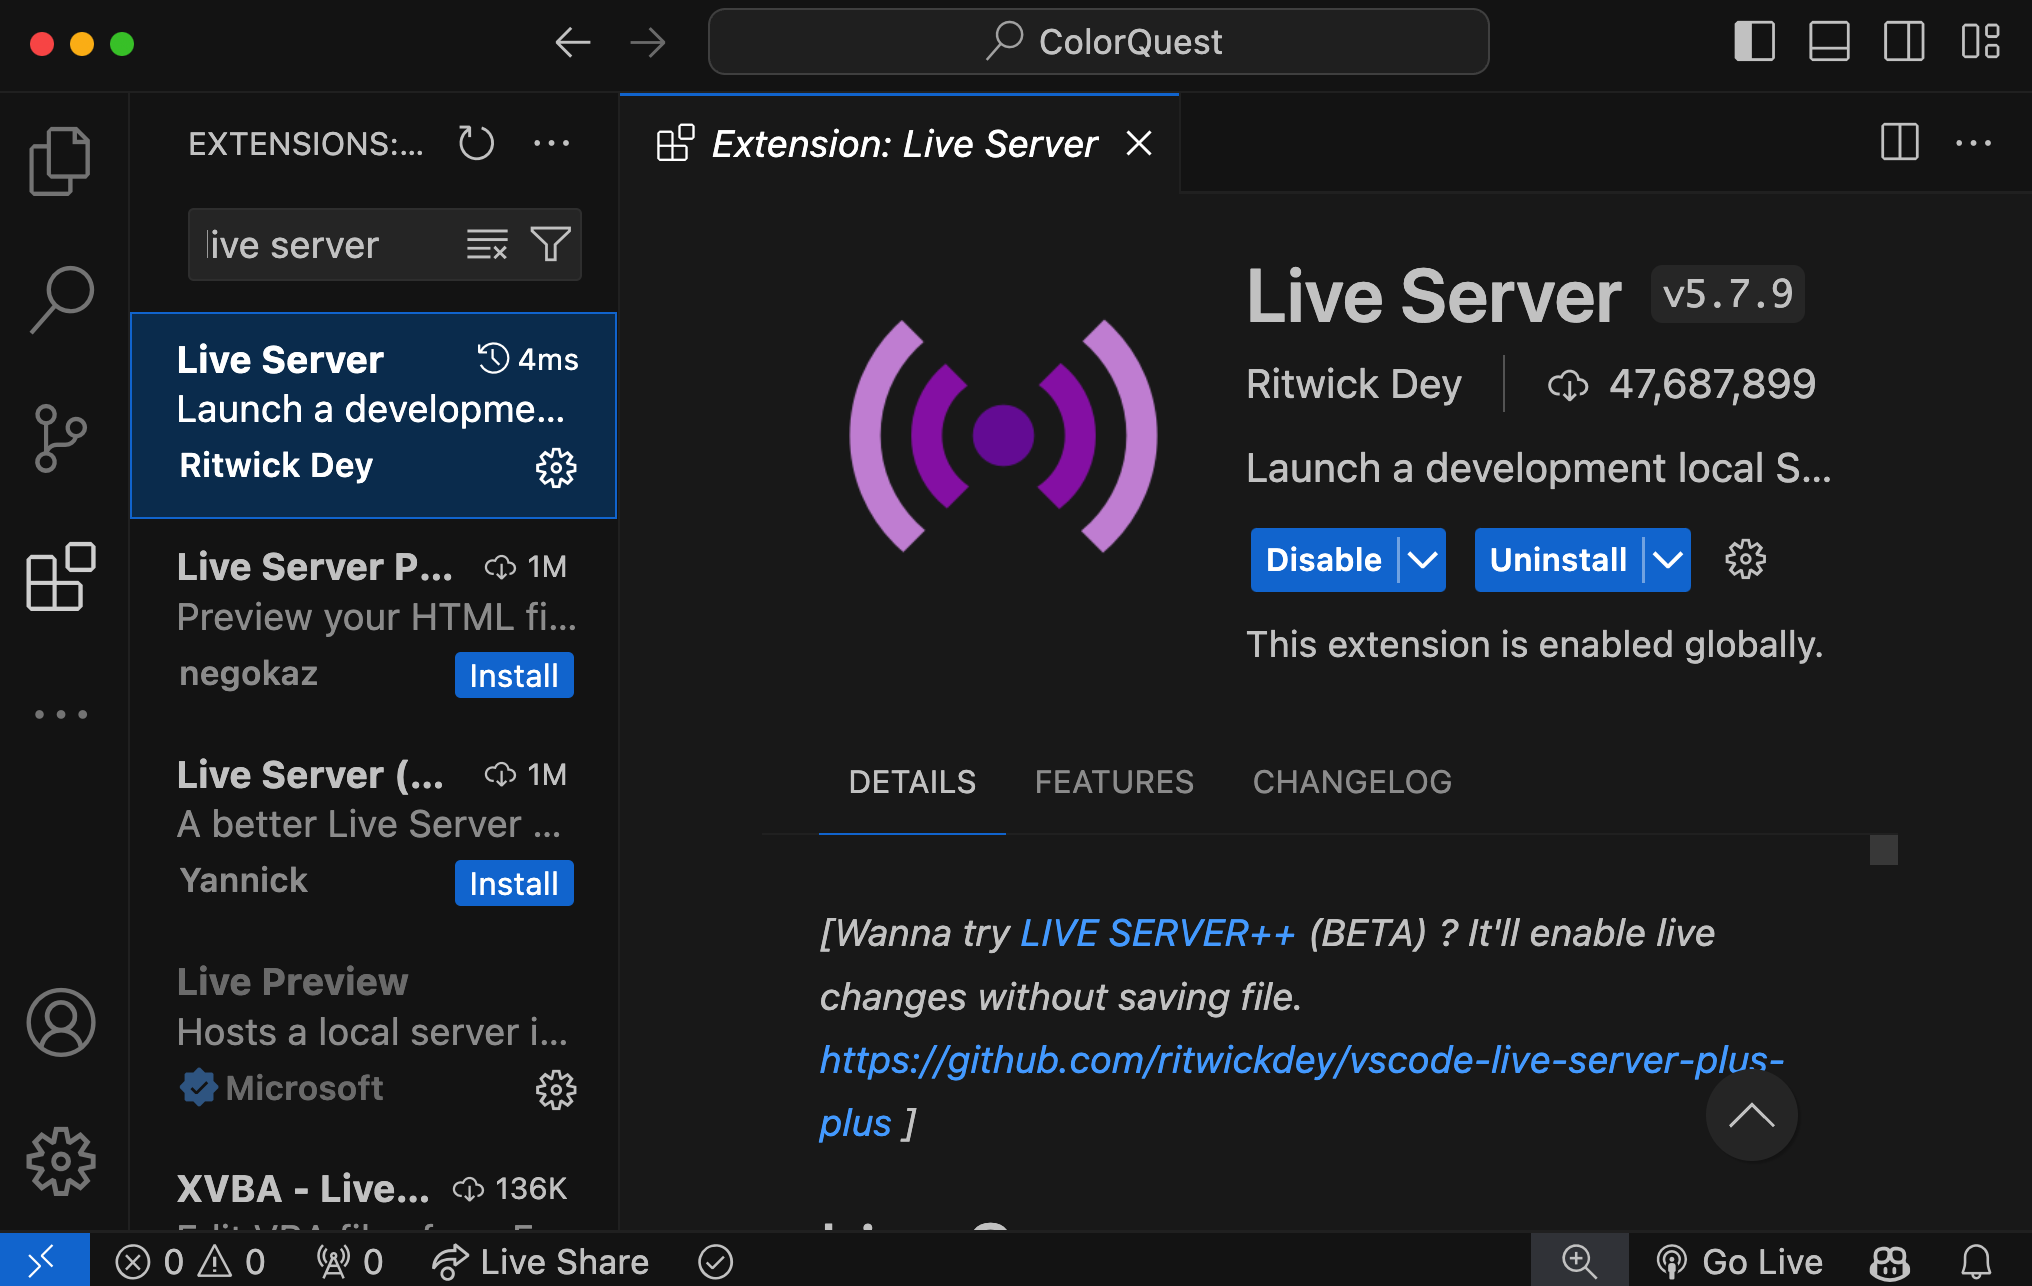 ColorQuest
EXTENSIONS:...
Extension: Live Server
live server
Live Server 4ms
Launch a developme...
Ritwick Dey
Live Server P... 1M
Preview your HTML fi...
negokaz Install
Live Server (... 1M
A better Live Server ...
Yannick Install
Live Preview
Hosts a local server i...
Microsoft
XVBA - Live... 136K
Live Server v5.7.9
Ritwick Dey 47,687,899
Launch a development local S...
Disable Uninstall
This extension is enabled globally.
DETAILS FEATURES CHANGELOG
[Wanna try LIVE SERVER++ (BETA) ? It'll enable live
changes without saving file.
https://github.com/ritwickdey/vscode-live-server-plus-
plus ]
0 0 0 Live Share Go Live